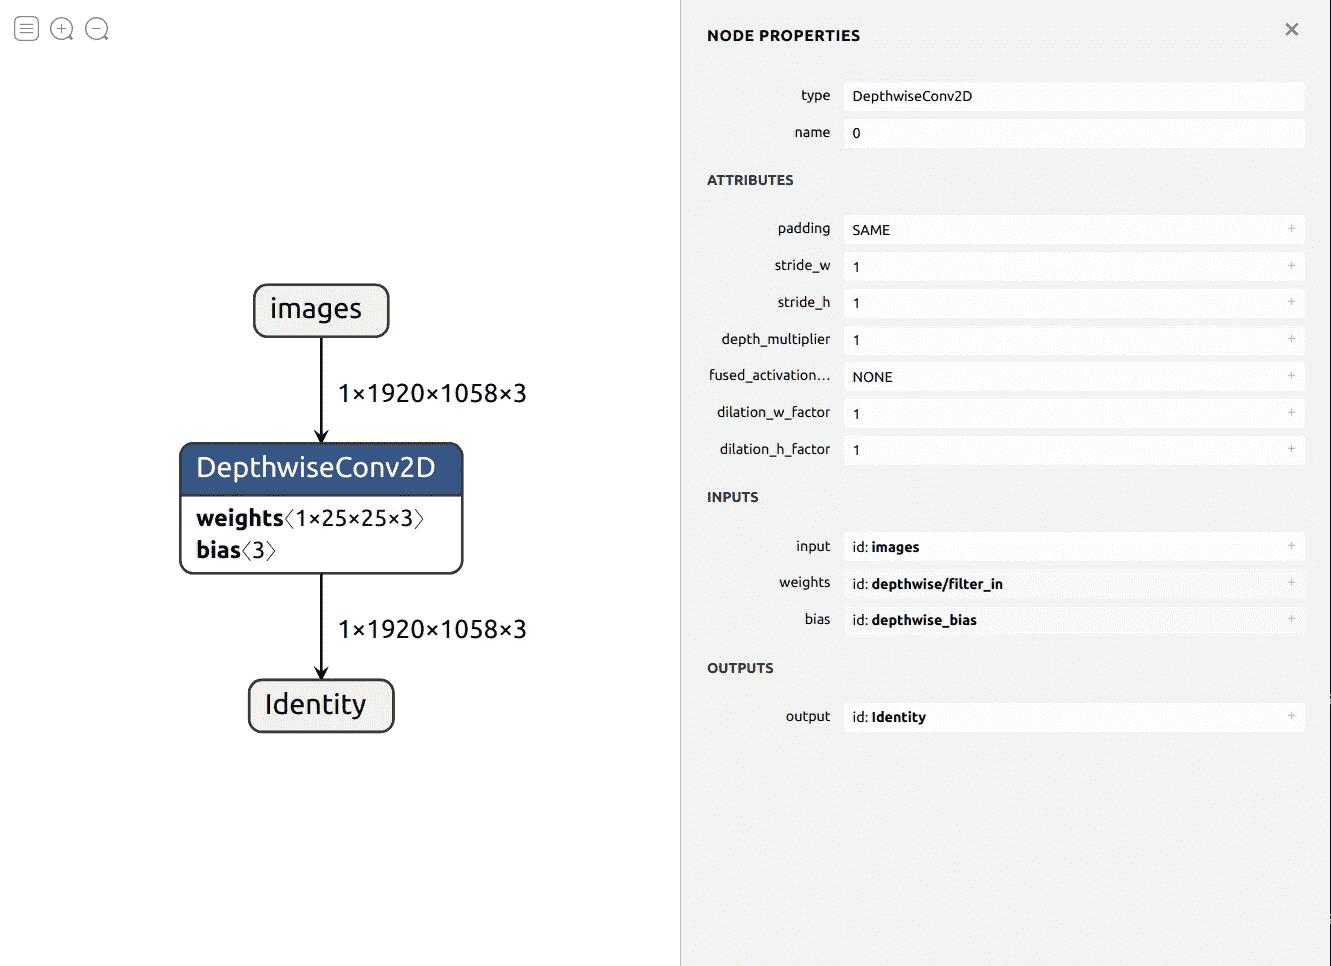 images
1×1920×1058×3
DepthwiseConv2D
weights〈1×25×25×3〉
bias〈3〉
1×1920×1058×3
Identity
NODE PROPERTIES
type DepthwiseConv2D
name 0
ATTRIBUTES
padding SAME +
stride_w 1 +
stride_h 1 +
depth_multiplier 1 +
fused_activation... NONE +
dilation_w_factor 1 +
dilation_h_factor 1 +
INPUTS
input id: images +
weights id: depthwise/filter_in +
bias id: depthwise_bias +
OUTPUTS
output id: Identity +